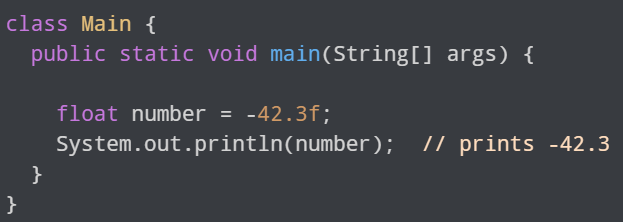 class Main {
  public static void main(String[] args) {

    float number = -42.3f;
    System.out.println(number);  // prints -42.3
  }
}